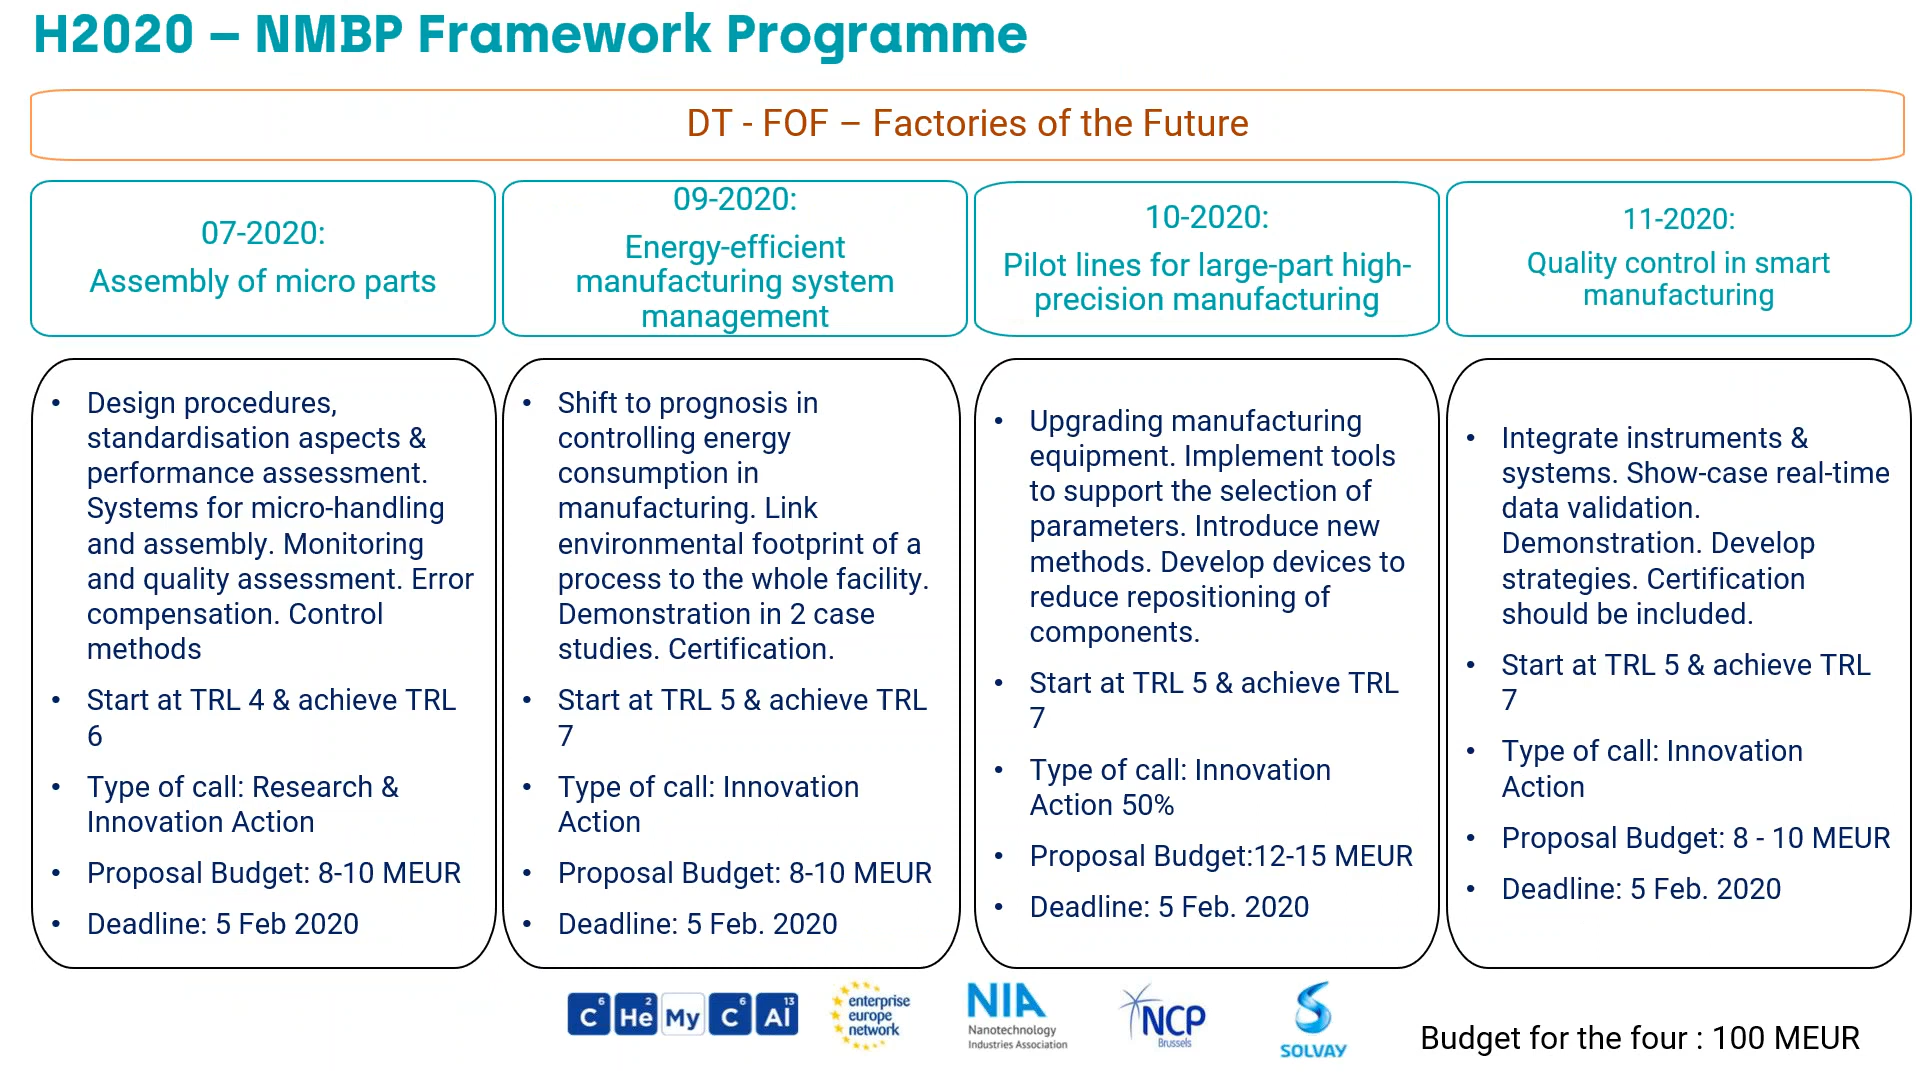 H2020 – NMBP Framework Programme
DT - FOF – Factories of the Future
07-2020:
Assembly of micro parts
09-2020:
Energy-efficient
manufacturing system
management
10-2020:
Pilot lines for large-part high-
precision manufacturing
11-2020:
Quality control in smart
manufacturing
• Design procedures,
standardisation aspects &
performance assessment.
Systems for micro-handling
and assembly. Monitoring
and quality assessment. Error
compensation. Control
methods
• Start at TRL 4 & achieve TRL
6
• Type of call: Research &
Innovation Action
• Proposal Budget: 8-10 MEUR
• Deadline: 5 Feb 2020
• Shift to prognosis in
controlling energy
consumption in
manufacturing. Link
environmental footprint of a
process to the whole facility.
Demonstration in 2 case
studies. Certification.
• Start at TRL 5 & achieve TRL
7
• Type of call: Innovation
Action
• Proposal Budget: 8-10 MEUR
• Deadline: 5 Feb. 2020
• Upgrading manufacturing
equipment. Implement tools
to support the selection of
parameters. Introduce new
methods. Develop devices to
reduce repositioning of
components.
• Start at TRL 5 & achieve TRL
7
• Type of call: Innovation
Action 50%
• Proposal Budget:12-15 MEUR
• Deadline: 5 Feb. 2020
• Integrate instruments &
systems. Show-case real-time
data validation.
Demonstration. Develop
strategies. Certification
should be included.
• Start at TRL 5 & achieve TRL
7
• Type of call: Innovation
Action
• Proposal Budget: 8 - 10 MEUR
• Deadline: 5 Feb. 2020
6 2 6 13
C He My C Al
enterprise
europe
network
NIA
Nanotechnology
Industries Association
NCP
Brussels
SOLVAY
Budget for the four : 100 MEUR